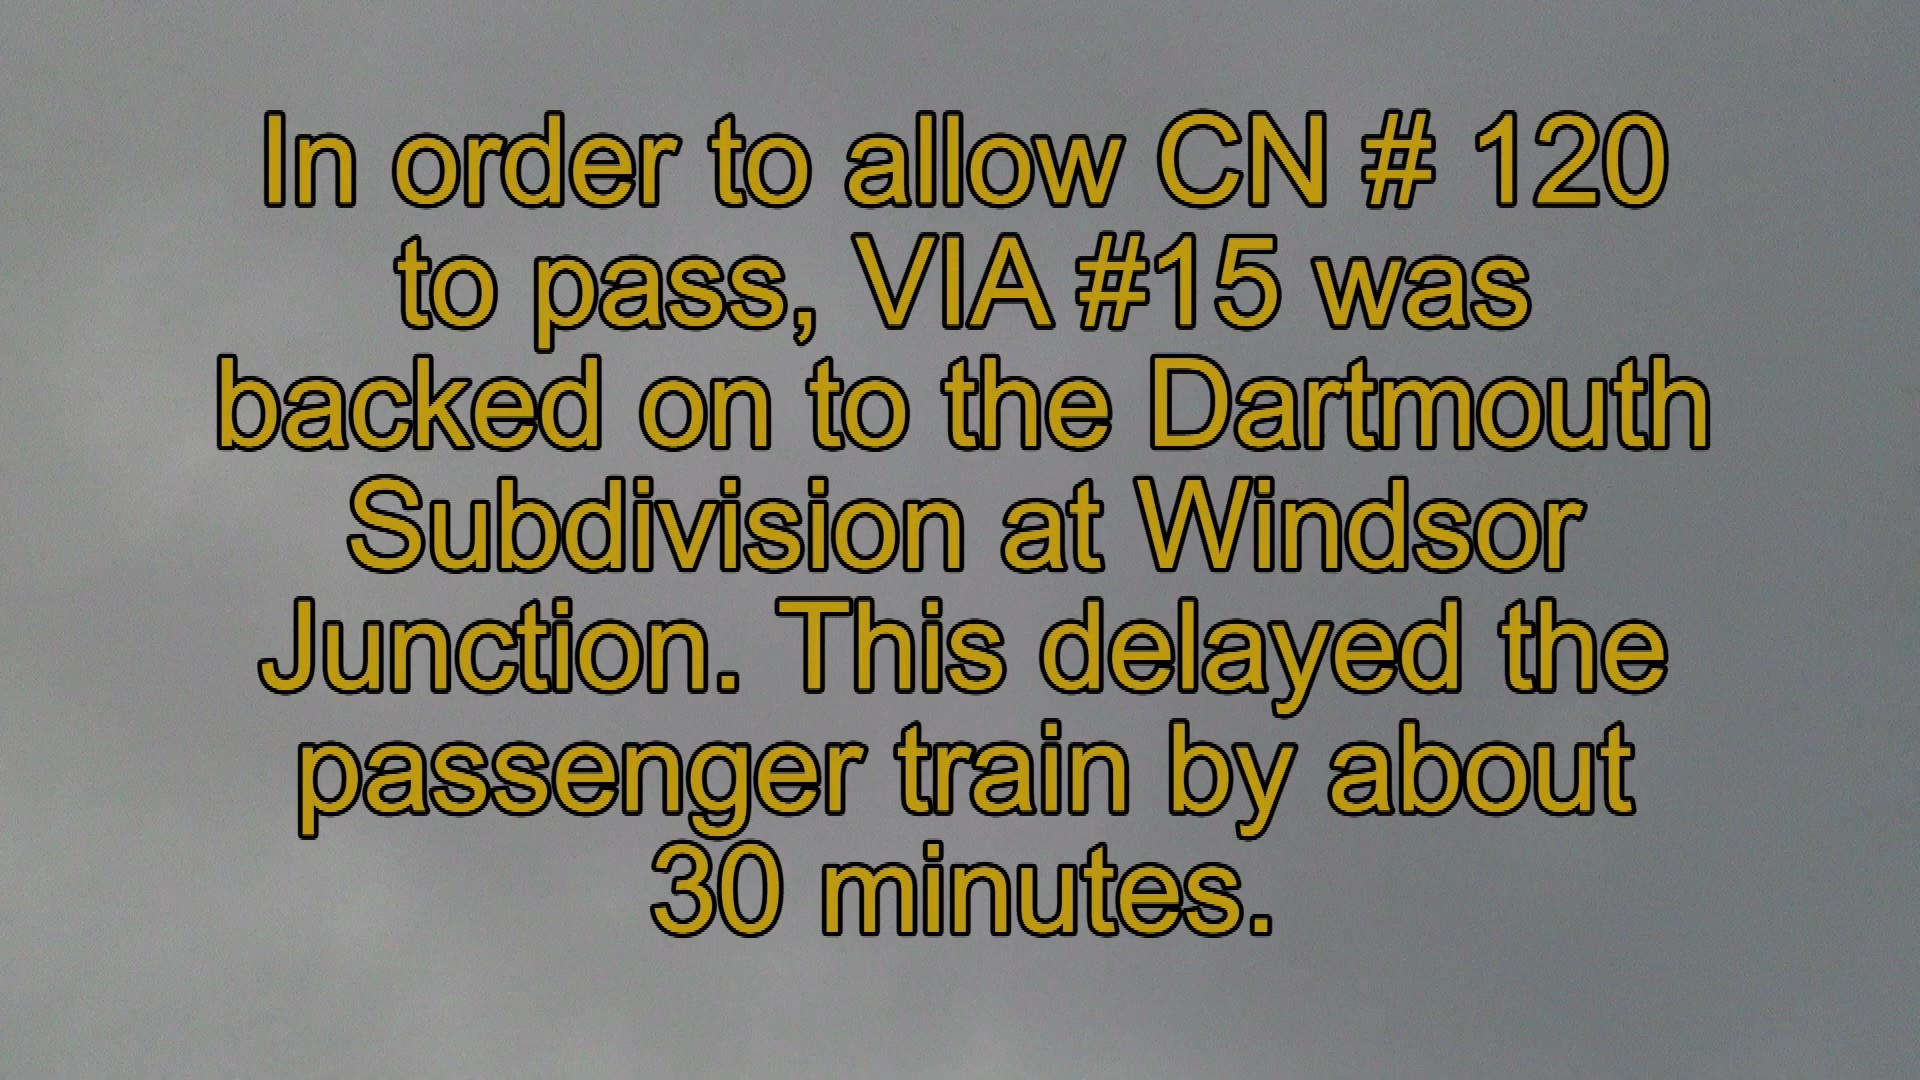 In order to allow CN # 120
to pass, VIA #15 was
backed on to the Dartmouth
Subdivision at Windsor
Junction. This delayed the
passenger train by about
30 minutes.